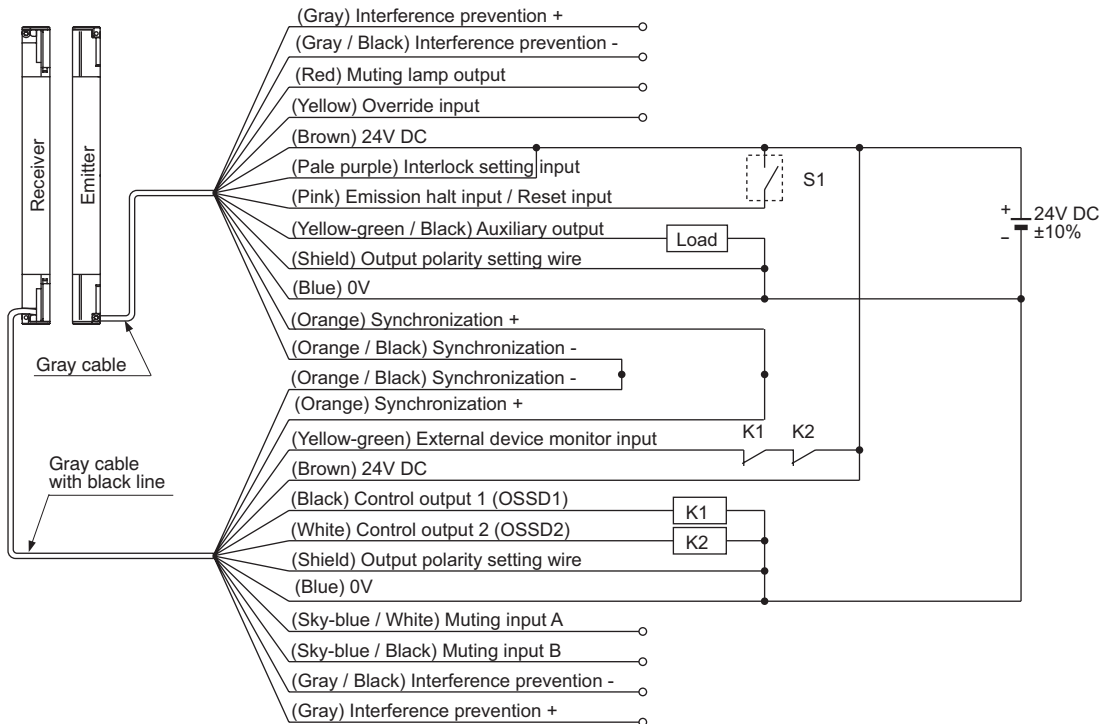 (Gray) Interference prevention +
(Gray / Black) Interference prevention -
(Red) Muting lamp output
(Yellow) Override input
(Brown) 24V DC
(Pale purple) Interlock setting input
(Pink) Emission halt input / Reset input
(Yellow-green / Black) Auxiliary output
(Shield) Output polarity setting wire
(Blue) 0V
(Orange) Synchronization +
(Orange / Black) Synchronization -
(Orange / Black) Synchronization -
(Orange) Synchronization +
(Yellow-green) External device monitor input
(Brown) 24V DC
(Black) Control output 1 (OSSD1)
(White) Control output 2 (OSSD2)
(Shield) Output polarity setting wire
(Blue) 0V
(Sky-blue / White) Muting input A
(Sky-blue / Black) Muting input B
(Gray / Black) Interference prevention -
(Gray) Interference prevention +
Receiver
Emitter
Gray cable
Gray cable
with black line
S1
Load
+
24V DC
-
±10%
K1
K2
K1
K2